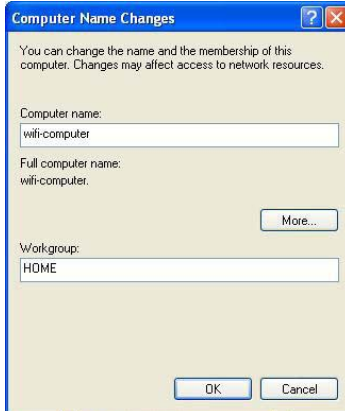 Computer Name Changes
You can change the name and the membership of this
computer. Changes may affect access to network resources.
Computer name:
wifi-computer
Full computer name:
wifi-computer.
More...
Workgroup:
HOME
OK
Cancel